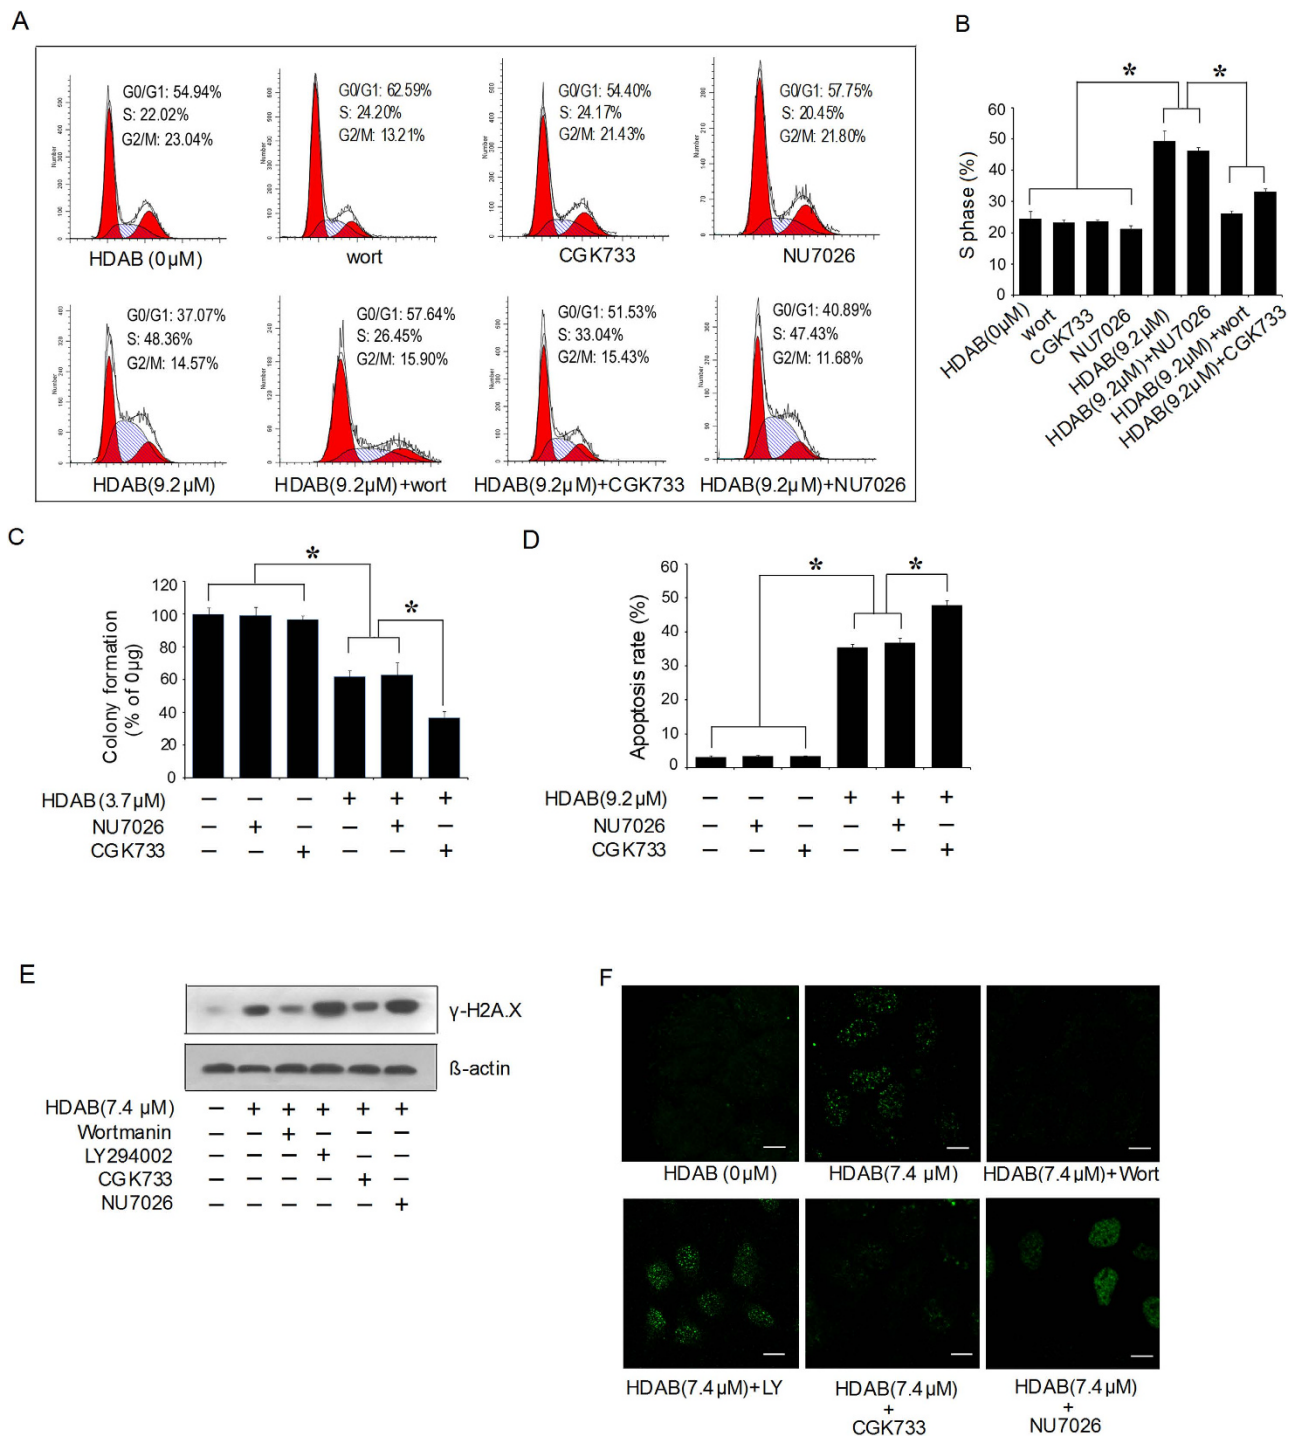 A
G0/G1: 54.94%
S: 22.02%
G2/M: 23.04%
Number
HDAB (0µM)
G0/G1: 62.59%
S: 24.20%
G2/M: 13.21%
Number
wort
G0/G1: 54.40%
S: 24.17%
G2/M: 21.43%
Number
CGK733
G0/G1: 57.75%
S: 20.45%
G2/M: 21.80%
Number
NU7026
G0/G1: 37.07%
S: 48.36%
G2/M: 14.57%
Number
HDAB(9.2µM)
G0/G1: 57.64%
S: 26.45%
G2/M: 15.90%
Number
HDAB(9.2µM)+wort
G0/G1: 51.53%
S: 33.04%
G2/M: 15.43%
Number
HDAB(9.2µM)+CGK733
G0/G1: 40.89%
S: 47.43%
G2/M: 11.68%
Number
HDAB(9.2µM)+NU7026
B
* *
S phase (%)
60
50
40
30
20
10
0
HDAB(0µM)
wort
CGK733
NU7026
HDAB(9.2µM)
HDAB(9.2µM)+NU7026
HDAB(9.2µM) +wort
HDAB(9.2µM)+CGK733
C
* *
Colony formation
(% of 0µg)
120
100
80
60
40
20
0
HDAB(3.7µM) – – – + + +
NU7026 – + – – + –
CGK733 – – + – – +
D
* *
Apoptosis rate (%)
60
50
40
30
20
10
0
HDAB(9.2µM) – – – + + +
NU7026 – + – – + –
CGK733 – – + – – +
E
γ-H2A.X
ß-actin
HDAB(7.4 µM) – + + + + +
Wortmanin – – + – – –
LY294002 – – – + – –
CGK733 – – – – + –
NU7026 – – – – – +
F
HDAB (0µM)
HDAB(7.4 µM)
HDAB(7.4µM)+Wort
HDAB(7.4µM)+LY
HDAB(7.4µM)
+
CGK733
HDAB(7.4µM)
+
NU7026